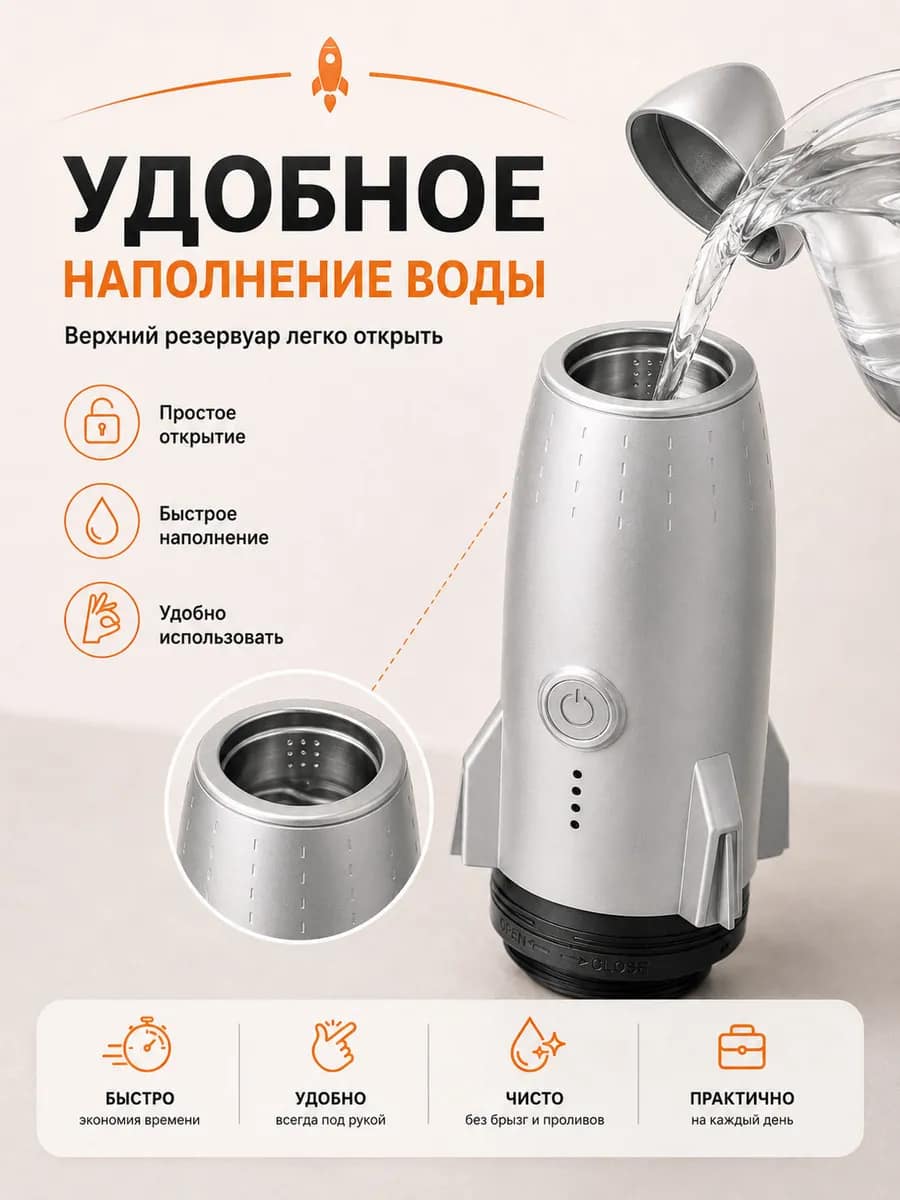 УДОБНОЕ
НАПОЛНЕНИЕ ВОДЫ
Верхний резервуар легко открыть
Простое
открытие
Быстрое
наполнение
Удобно
использовать
OPEN
CLOSE
БЫСТРО
экономия времени
УДОБНО
всегда под рукой
ЧИСТО
без брызг и проливов
ПРАКТИЧНО
на каждый день